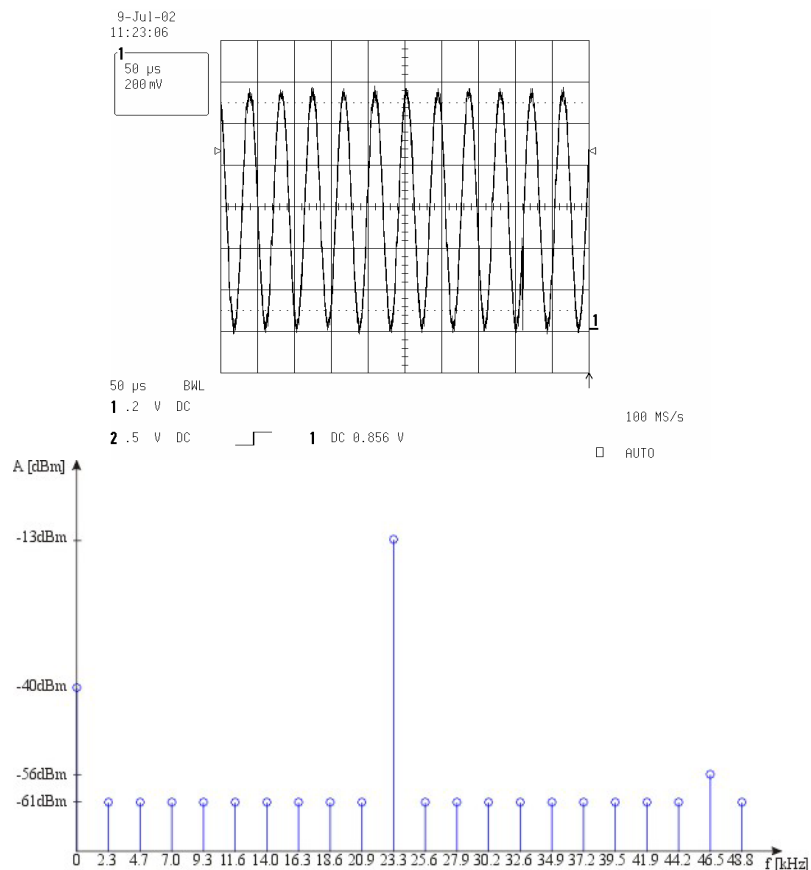 9-Jul-02
11:23:06
1
50 µs
200mV
1
50 µs BWL
1 .2 V DC
2 .5 V DC 1 DC 0.856 V
100 MS/s
AUTO
A [dBm]
-13dBm
-40dBm
-56dBm
-61dBm
0 2.3 4.7 7.0 9.3 11.6 14.0 16.3 18.6 20.9 23.3 25.6 27.9 30.2 32.6 34.9 37.2 39.5 41.9 44.2 46.5 48.8 f [kHz]